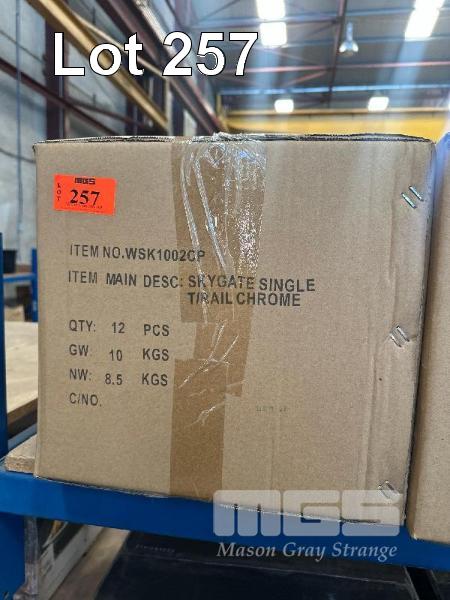 Lot 257
MGS
LOT
257
ITEM NO.WSK1002CP
ITEM MAIN DESC: SKYGATE SINGLE
T/RAIL CHROME
QTY: 12 PCS
GW: 10 KGS
NW: 8.5 KGS
C/NO.
MGS
Mason Gray Strange